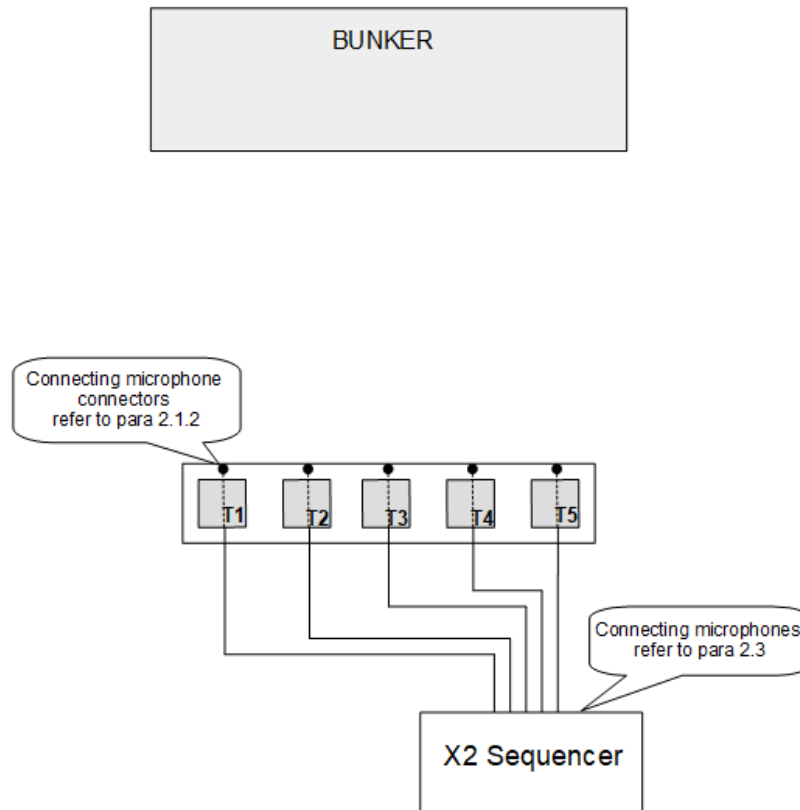 BUNKER
Connecting microphone
connectors
refer to para 2.1.2
T1
T2
T3
T4
T5
Connecting microphones
refer to para 2.3
X2 Sequencer